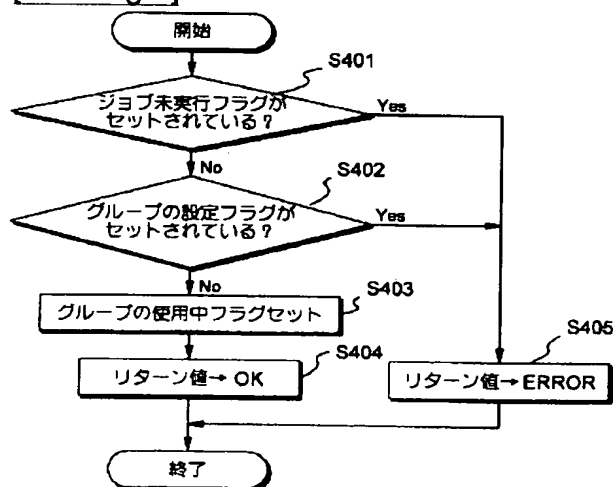 開始
S401
ジョブ未実行フラグが
セットされている?
Yes
No
S402
グループの設定フラグが
セットされている?
Yes
No
S403
グループの使用中フラグセット
S404
リターン値→OK
S405
リターン値→ERROR
終了